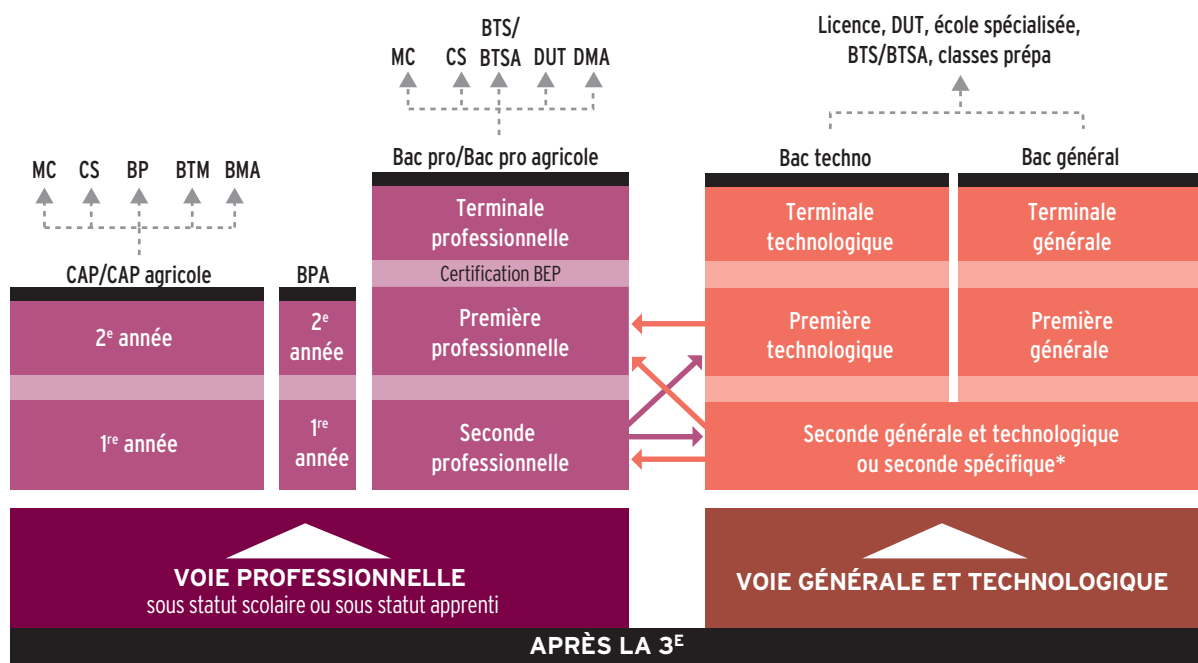 BTS/
MC CS BTSA DUT DMA
Licence, DUT, école spécialisée,
BTS/BTSA, classes prépa
MC CS BP BTM BMA
Bac pro/Bac pro agricole
Bac techno
Bac général
CAP/CAP agricole
BPA
Terminale
professionnelle
Certification BEP
Première
professionnelle
Seconde
professionnelle
2e année
1re année
2e
année
1re
année
Terminale
technologique
Terminale
générale
Première
technologique
Première
générale
Seconde générale et technologique
ou seconde spécifique*
VOIE PROFESSIONNELLE
sous statut scolaire ou sous statut apprenti
VOIE GÉNÉRALE ET TECHNOLOGIQUE
APRÈS LA 3E